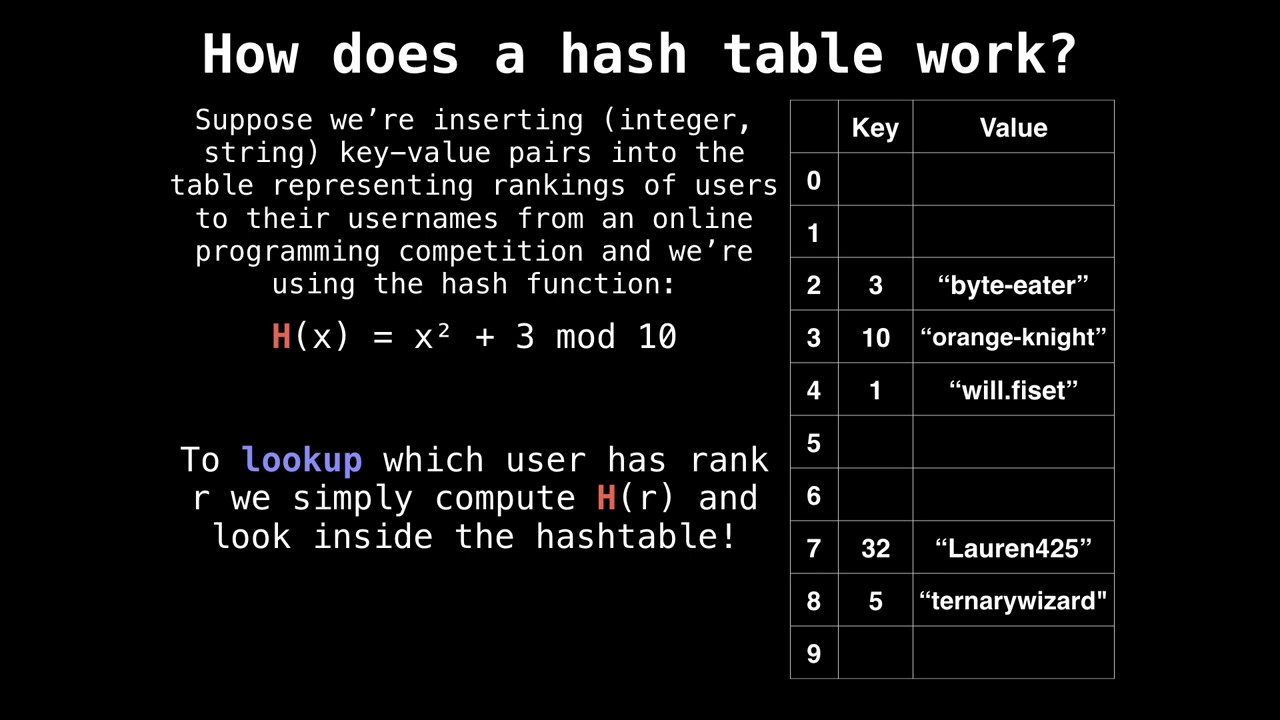 How does a hash table work?
Suppose we’re inserting (integer,
string) key–value pairs into the
table representing rankings of users
to their usernames from an online
programming competition and we’re
using the hash function:
H(x) = x² + 3 mod 10
To lookup which user has rank
r we simply compute H(r) and
look inside the hashtable!
Key Value
0
1
2 3 “byte-eater”
3 10 “orange-knight”
4 1 “will.fiset”
5
6
7 32 “Lauren425”
8 5 “ternarywizard"
9